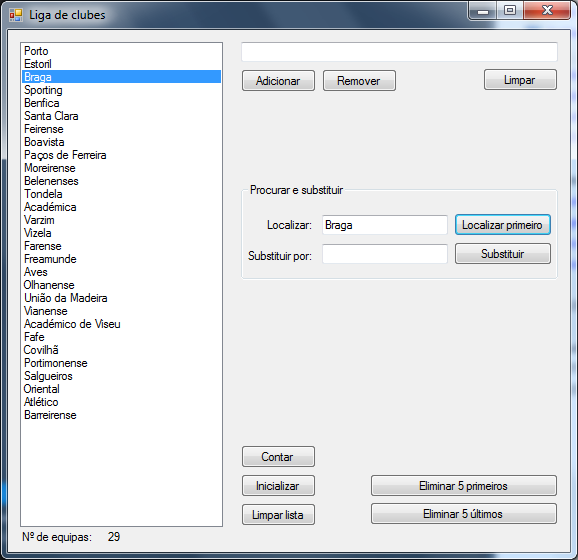 Liga de clubes
Porto
Estoril
Braga
Sporting
Benfica
Santa Clara
Feirense
Boavista
Paços de Ferreira
Moreirense
Belenenses
Tondela
Académica
Varzim
Vizela
Farense
Freamunde
Aves
Olhanense
União da Madeira
Vianense
Académico de Viseu
Fafe
Covilhã
Portimonense
Salgueiros
Oriental
Atlético
Barreirense
Nº de equipas: 29
Adicionar Remover Limpar
Procurar e substituir
Localizar: Braga Localizar primeiro
Substituir por: Substituir
Contar
Inicializar Eliminar 5 primeiros
Limpar lista Eliminar 5 últimos